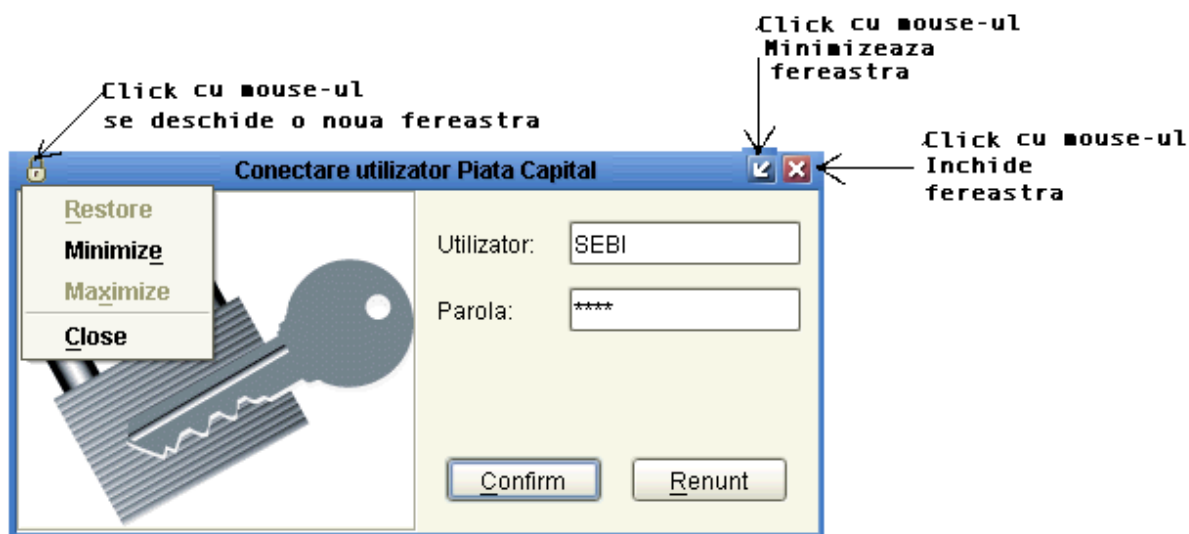 Click cu mouse-ul
Minimizeaza
fereastra
Click cu mouse-ul
se deschide o noua fereastra
Click cu mouse-ul
Inchide
fereastra
Conectare utilizator Piata Capital
Restore
Minimize
Maximize
Close
Utilizator: SEBI
Parola: ****
Confirm Renunt